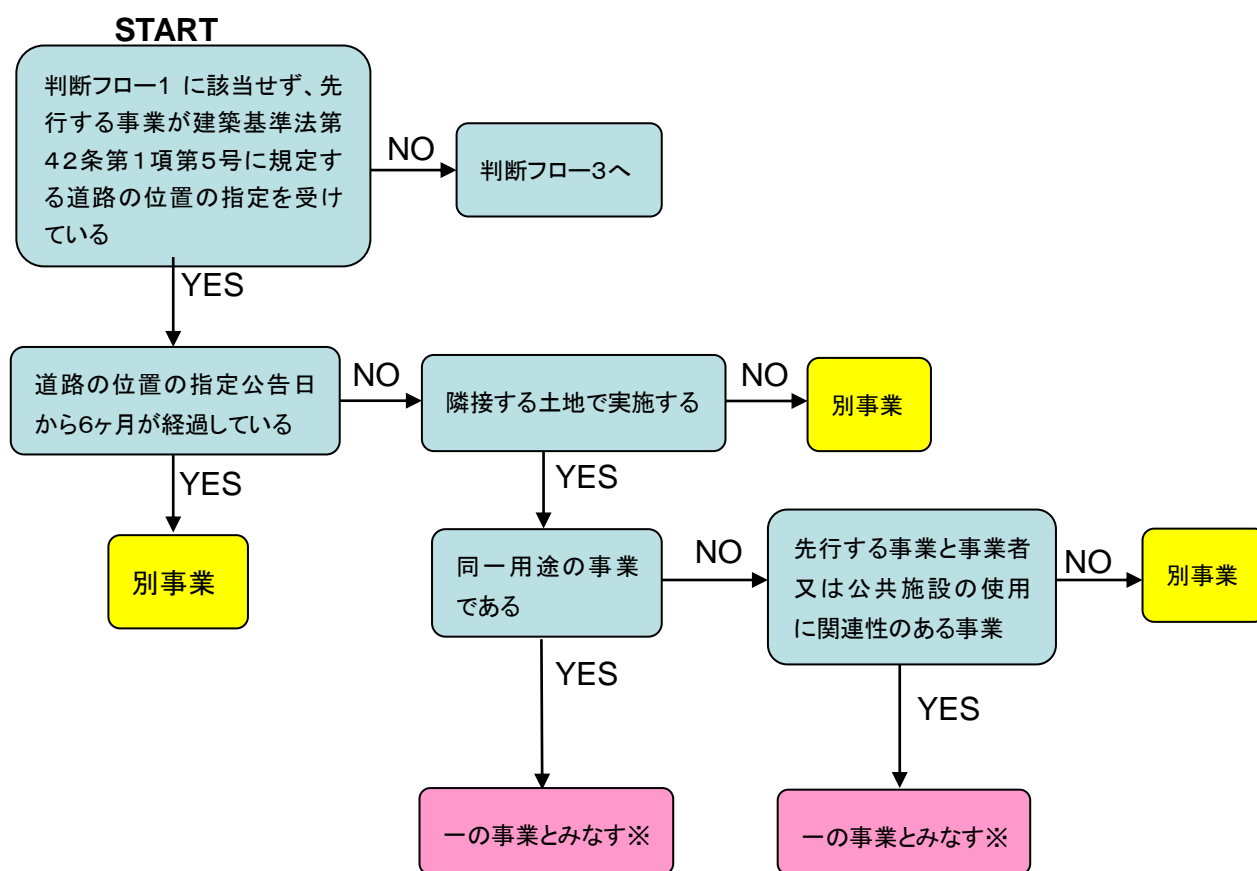 START
判断フロー1 に該当せず、先
行する事業が建築基準法第
42条第1項第5号に規定す
る道路の位置の指定を受け
ている
NO
判断フロー3へ
YES
道路の位置の指定公告日
から6ヶ月が経過している
NO
隣接する土地で実施する
NO
別事業
YES
別事業
YES
同一用途の事業
である
NO
先行する事業と事業者
又は公共施設の使用
に関連性のある事業
NO
別事業
YES
一の事業とみなす※
YES
一の事業とみなす※